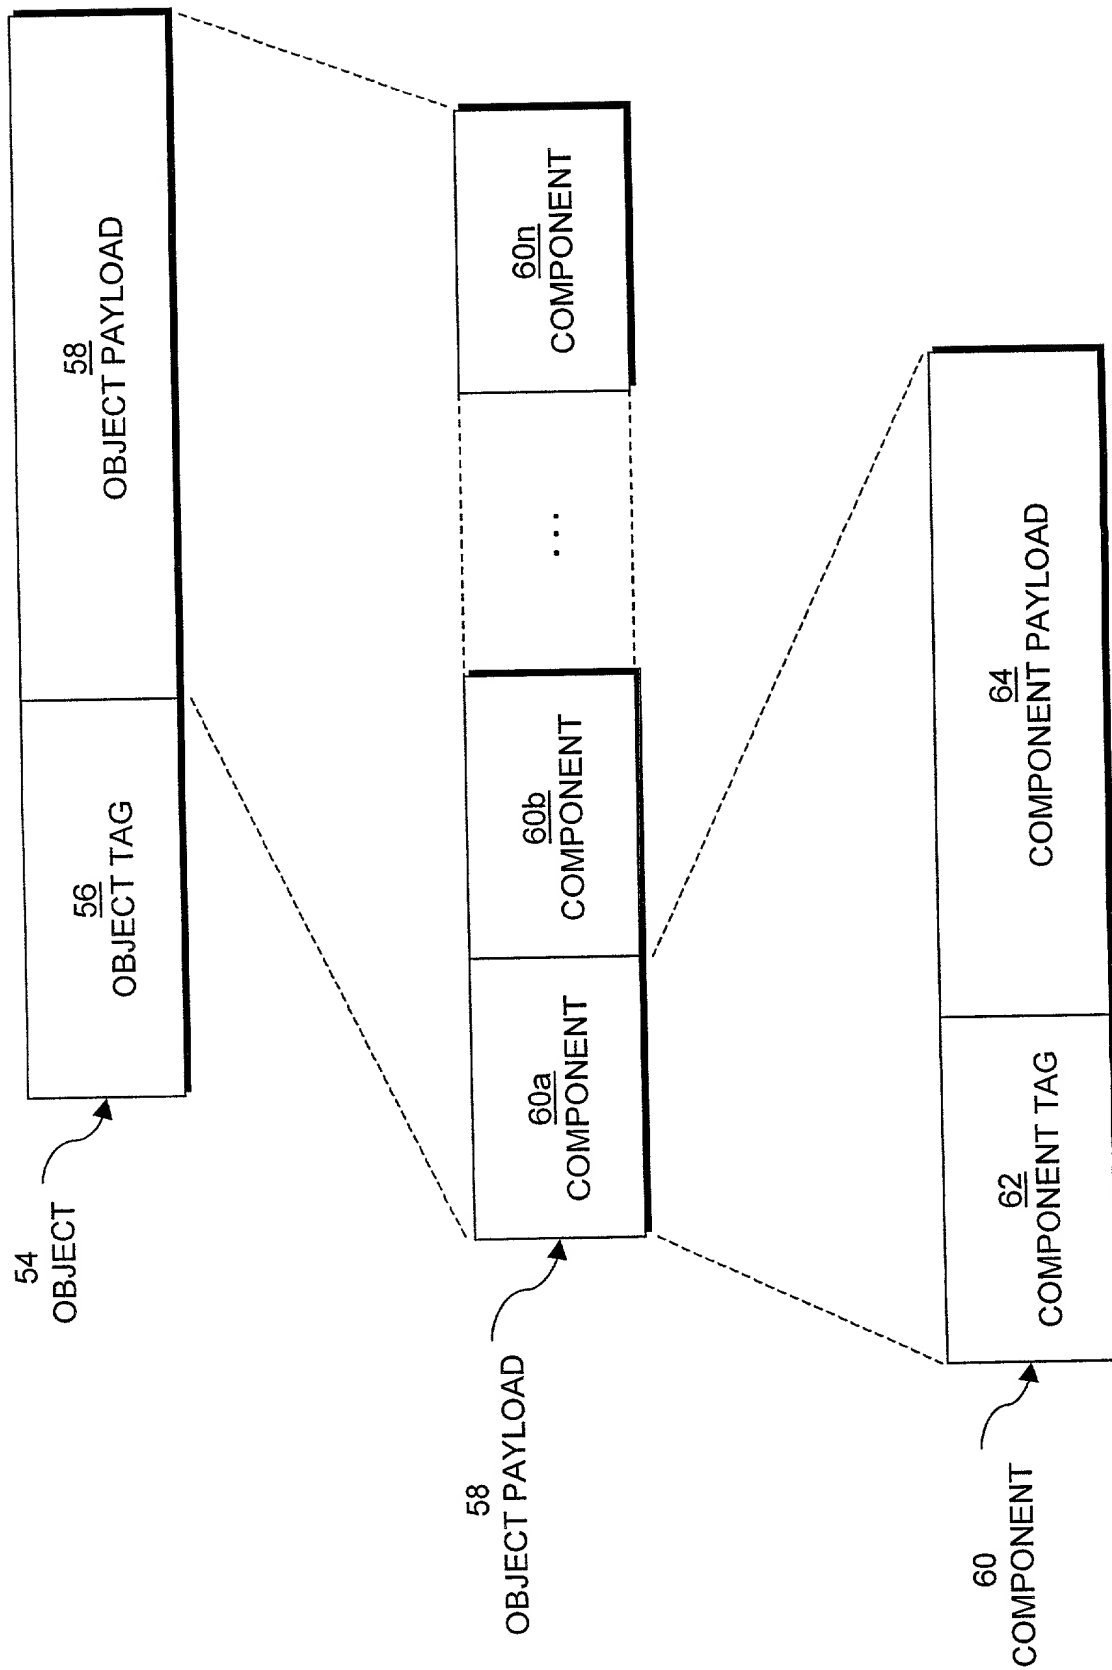 54
OBJECT
56
OBJECT TAG
58
OBJECT PAYLOAD
58
OBJECT PAYLOAD
60a
COMPONENT
60b
COMPONENT
...
60n
COMPONENT
60
COMPONENT
62
COMPONENT TAG
64
COMPONENT PAYLOAD